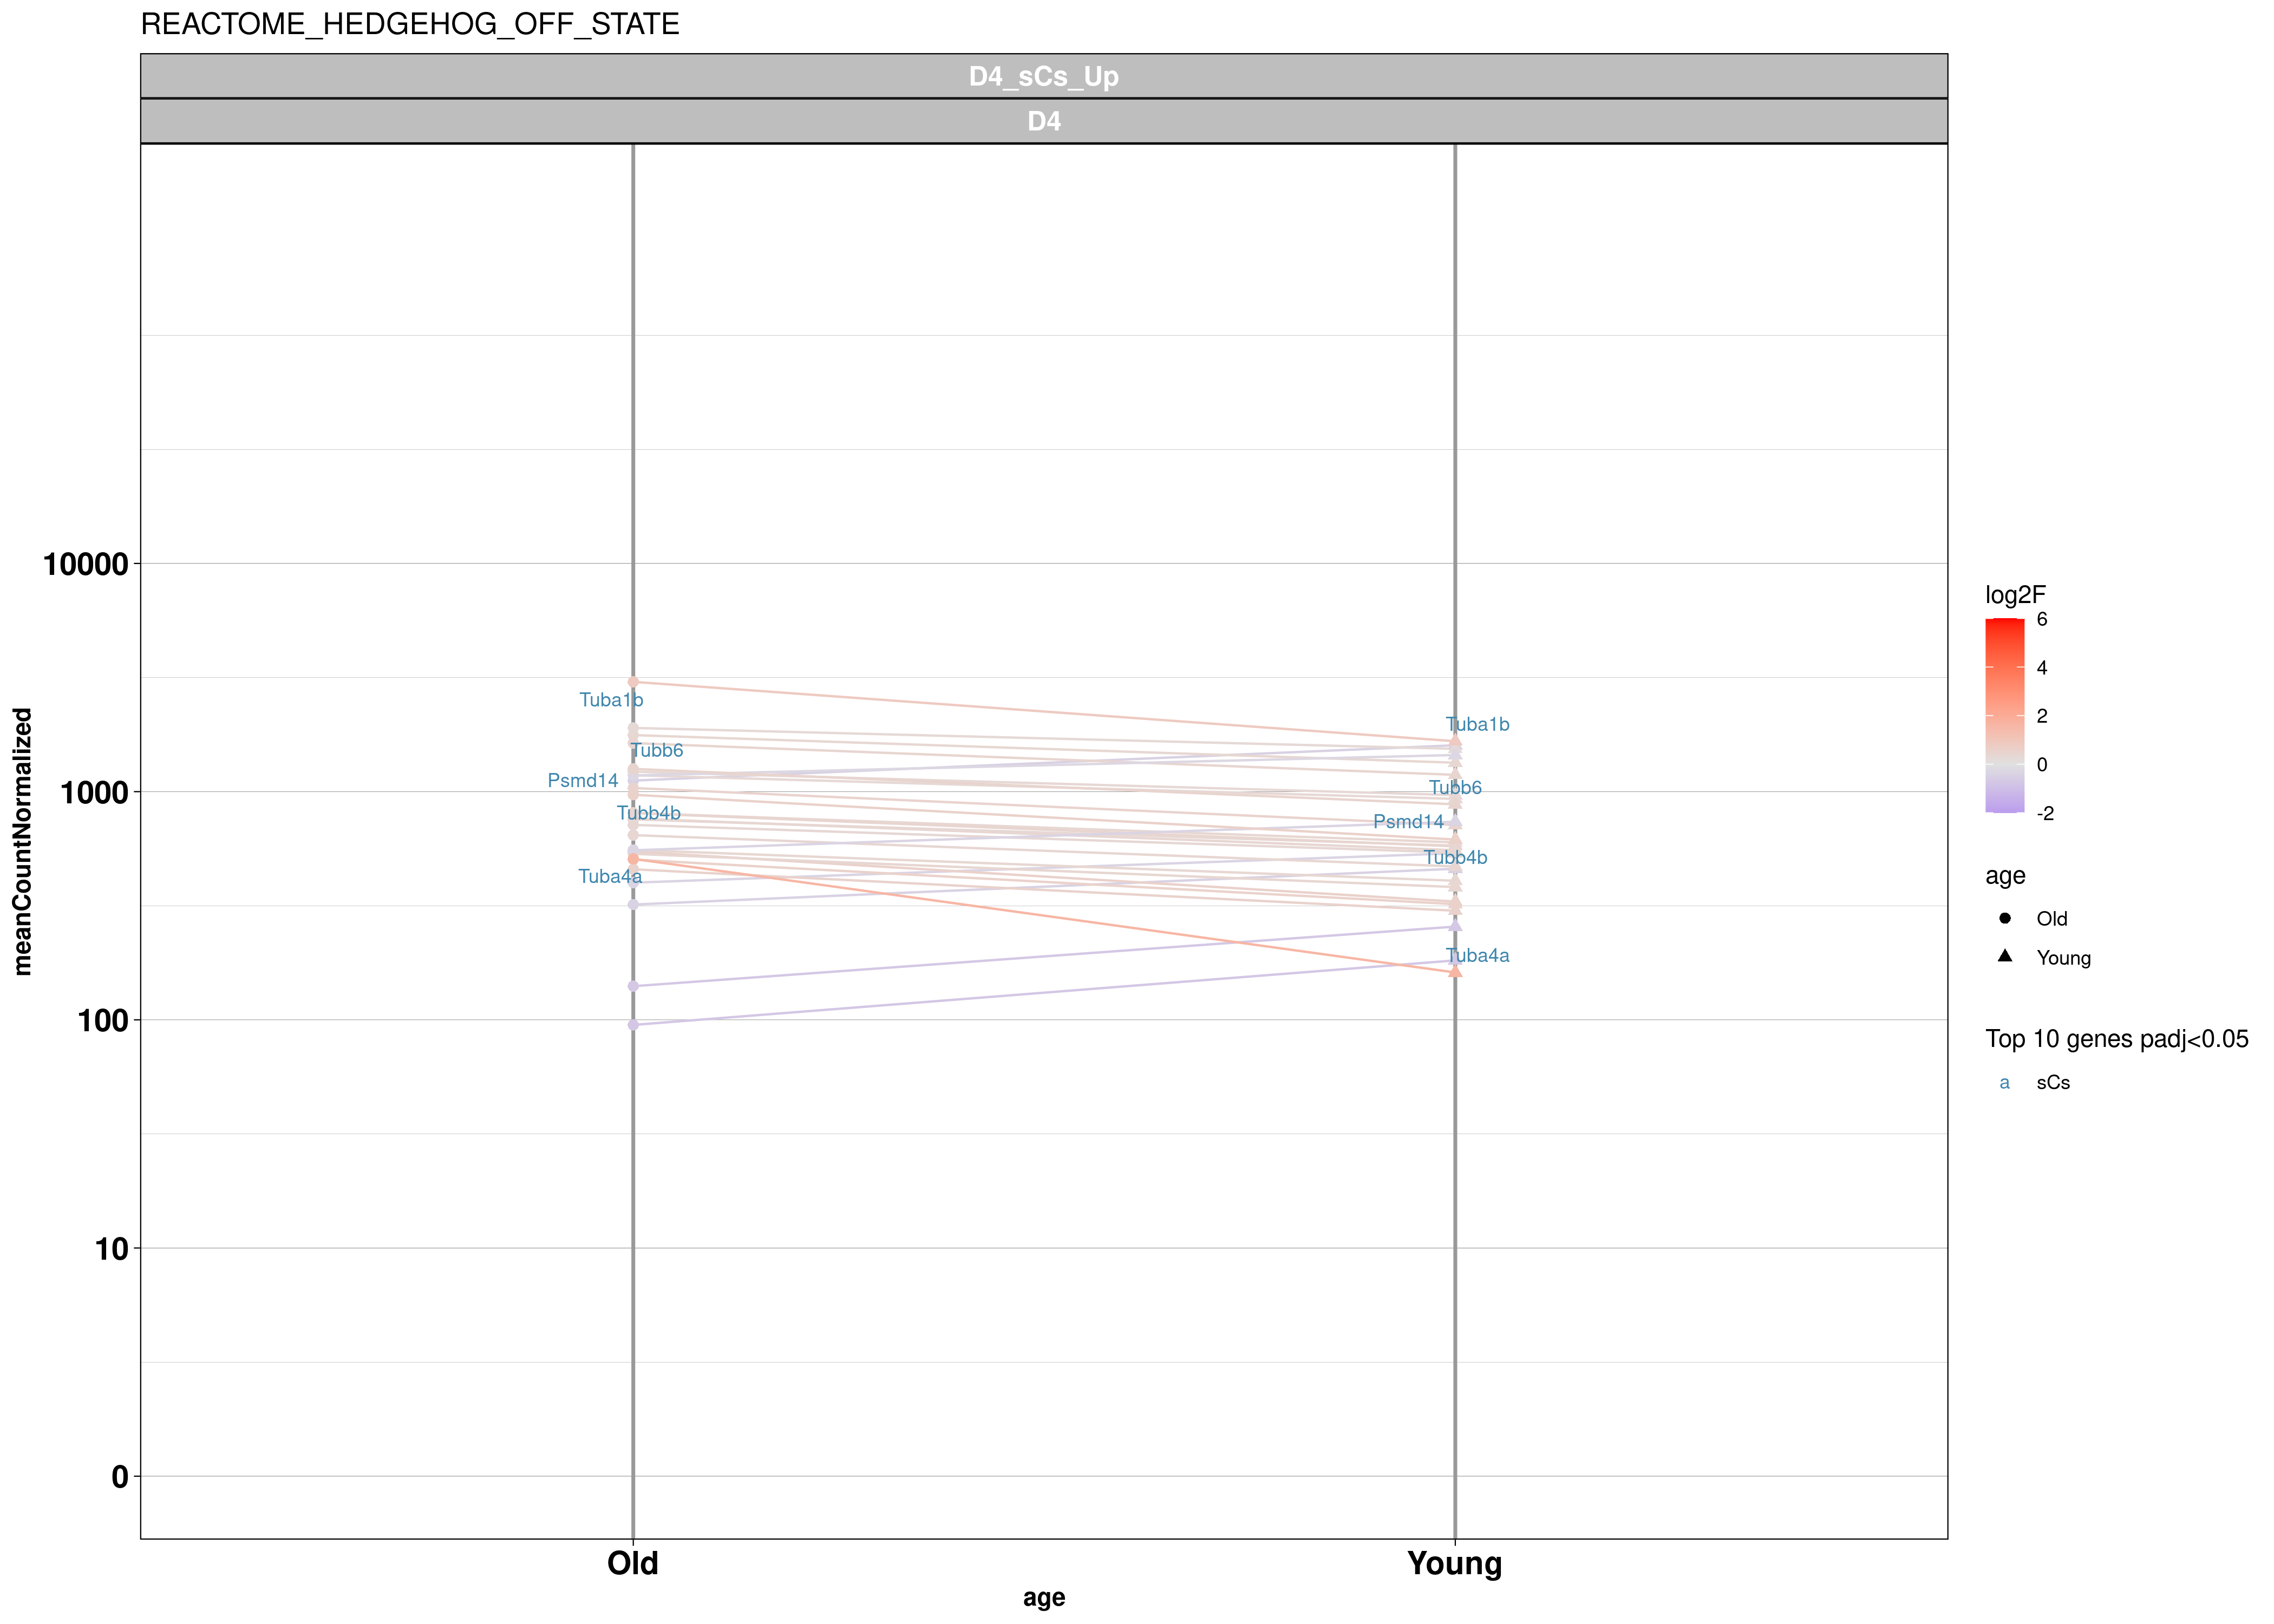 REACTOME_HEDGEHOG_OFF_STATE
D4_sCs_Up
D4
meanCountNormalized
10000
1000
100
10
0
Tuba1b
Tubb6
Psmd14
Tubb4b
Tuba4a
Tuba1b
Tubb6
Psmd14
Tubb4b
Tuba4a
Old
Young
age
log2F
6
4
2
0
-2
age
Old
Young
Top 10 genes padj<0.05
a sCs